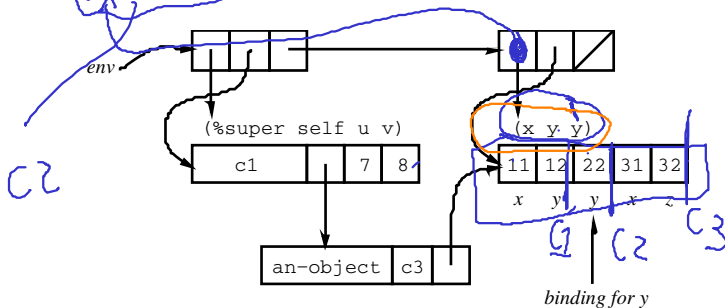 env
(%super self u v)
(x y y)
c1 7 8
11 12 22 31 32
x y y x z
C2
C1 C2 C3
an-object c3
binding for y